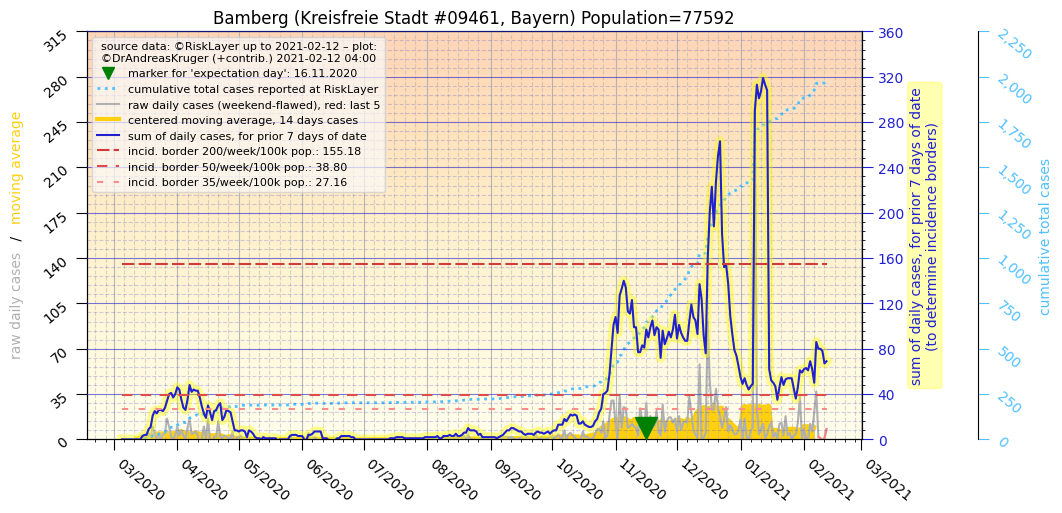 Bamberg (Kreisfreie Stadt #09461, Bayern) Population=77592
source data: ©RiskLayer up to 2021-02-12 – plot:
©DrAndreasKruger (+contrib.) 2021-02-12 04:00
marker for 'expectation day': 16.11.2020
cumulative total cases reported at RiskLayer
raw daily cases (weekend-flawed), red: last 5
centered moving average, 14 days cases
sum of daily cases, for prior 7 days of date
incid. border 200/week/100k pop.: 155.18
incid. border 50/week/100k pop.: 38.80
incid. border 35/week/100k pop.: 27.16
raw daily cases / moving average
315
280
245
210
175
140
105
70
35
0
360
320
280
240
200
160
120
80
40
0
sum of daily cases, for prior 7 days of date
(to determine incidence borders)
2,250
2,000
1,750
1,500
1,250
1,000
750
500
250
0
cumulative total cases
03/2020
04/2020
05/2020
06/2020
07/2020
08/2020
09/2020
10/2020
11/2020
12/2020
01/2021
02/2021
03/2021